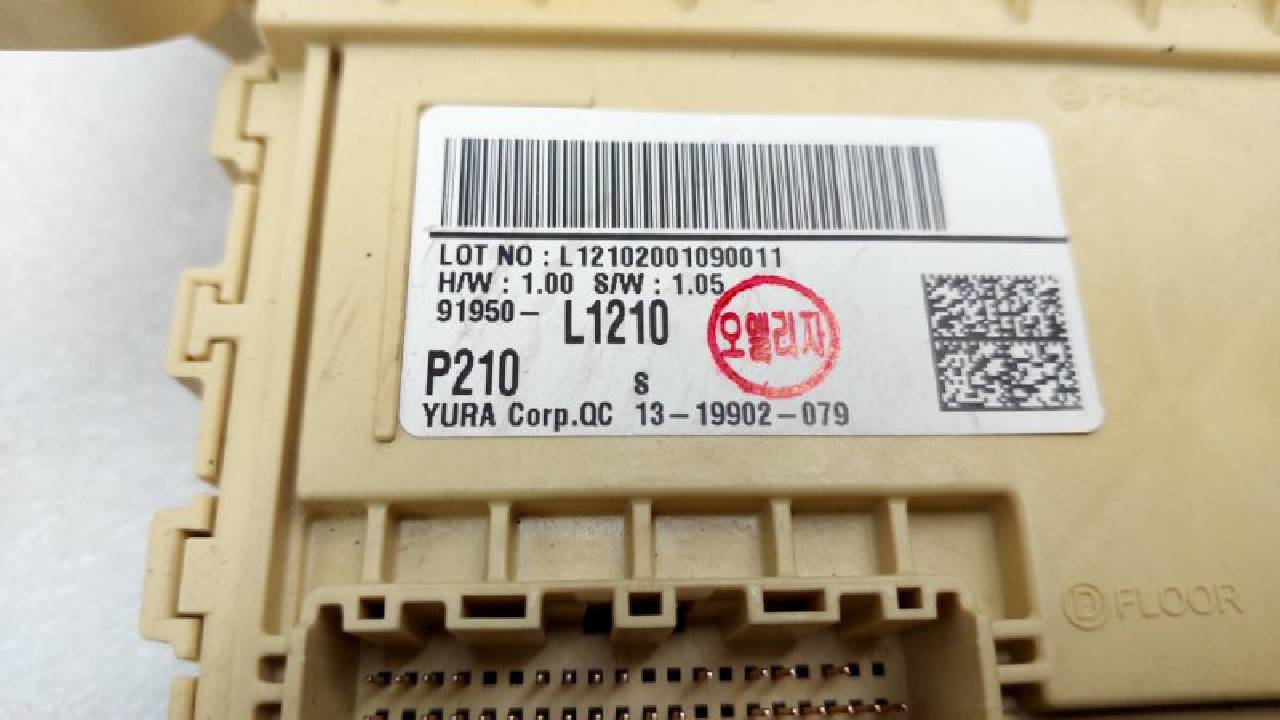 Ⓔ FRONT
LOT NO : L12102001090011
H/W : 1.00 S/W : 1.05
91950- L1210
오엘리자
P210 S
YURA Corp.QC 13-19902-079
Ⓓ FLOOR